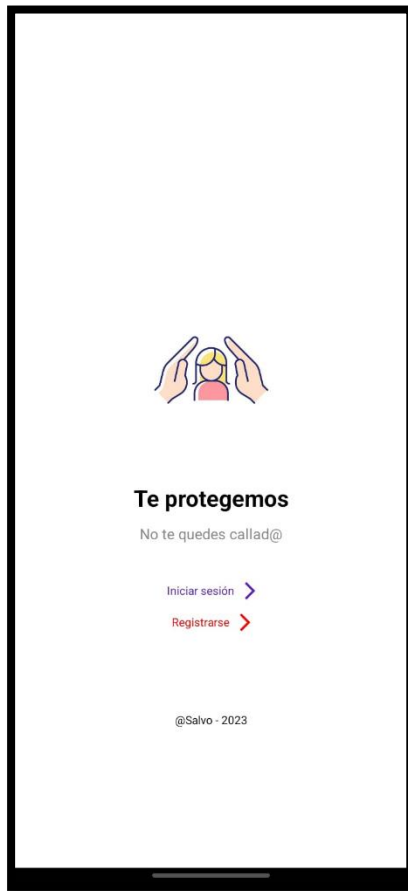 Te protegemos
No te quedes callad@
Iniciar sesión
Registrarse
@Salvo - 2023